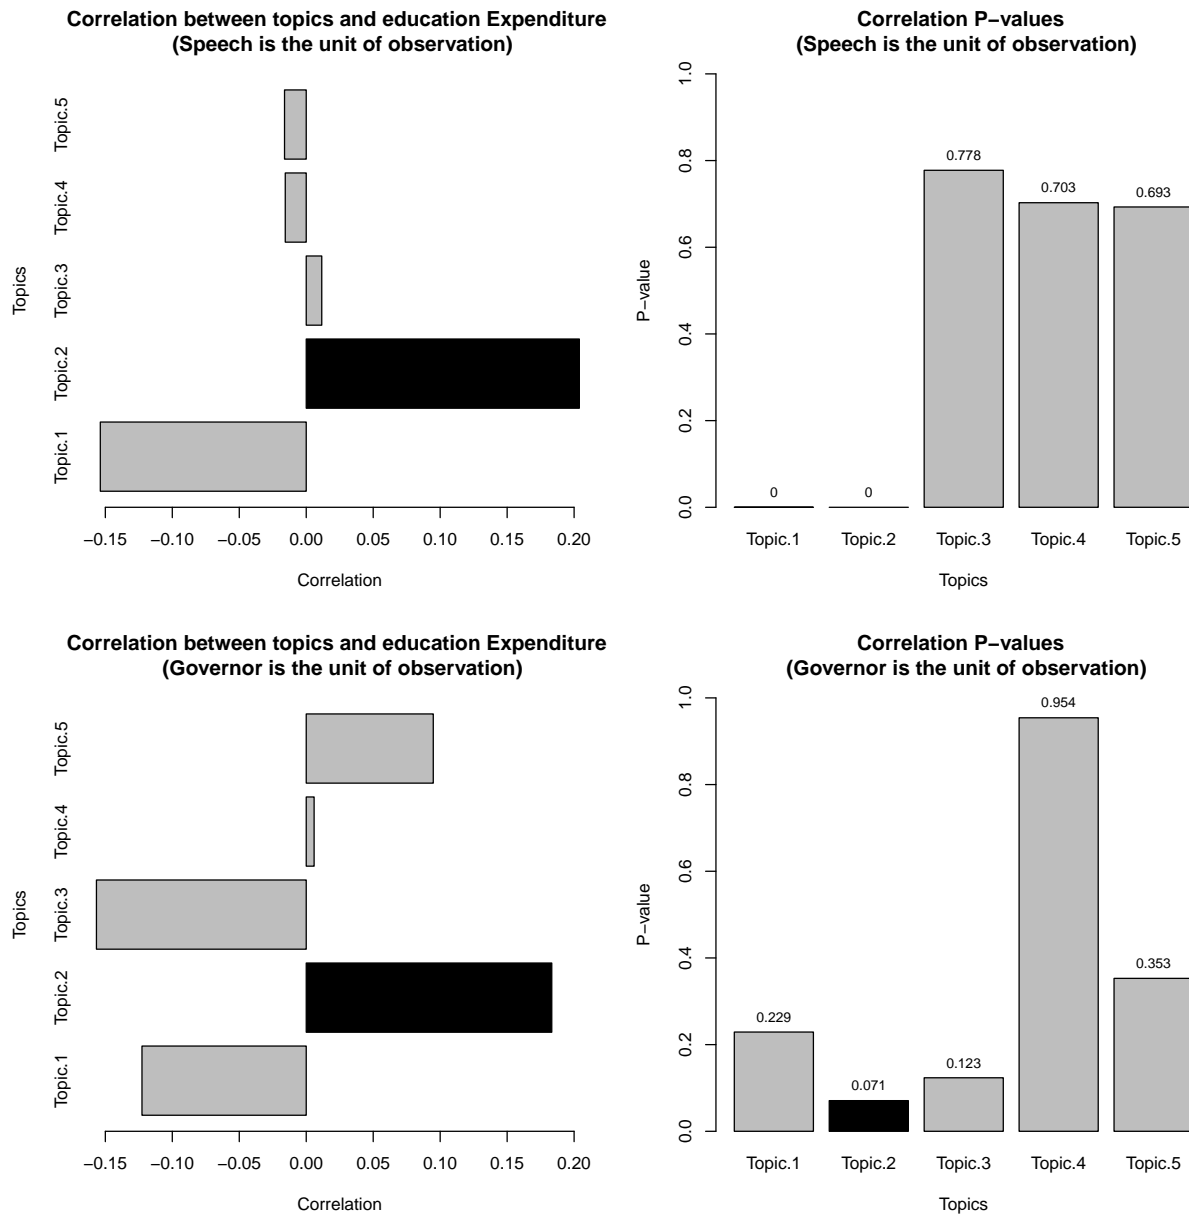 Correlation between topics and education Expenditure
(Speech is the unit of observation)
Topics
Topic.5
Topic.4
Topic.3
Topic.2
Topic.1
−0.15 −0.10 −0.05 0.00 0.05 0.10 0.15 0.20
Correlation
Correlation P−values
(Speech is the unit of observation)
P−value
1.0
0.8
0.6
0.4
0.2
0.0
0 0 0.778 0.703 0.693
Topic.1 Topic.2 Topic.3 Topic.4 Topic.5
Topics
Correlation between topics and education Expenditure
(Governor is the unit of observation)
Topics
Topic.5
Topic.4
Topic.3
Topic.2
Topic.1
−0.15 −0.10 −0.05 0.00 0.05 0.10 0.15 0.20
Correlation
Correlation P−values
(Governor is the unit of observation)
P−value
1.0
0.8
0.6
0.4
0.2
0.0
0.229 0.071 0.123 0.954 0.353
Topic.1 Topic.2 Topic.3 Topic.4 Topic.5
Topics